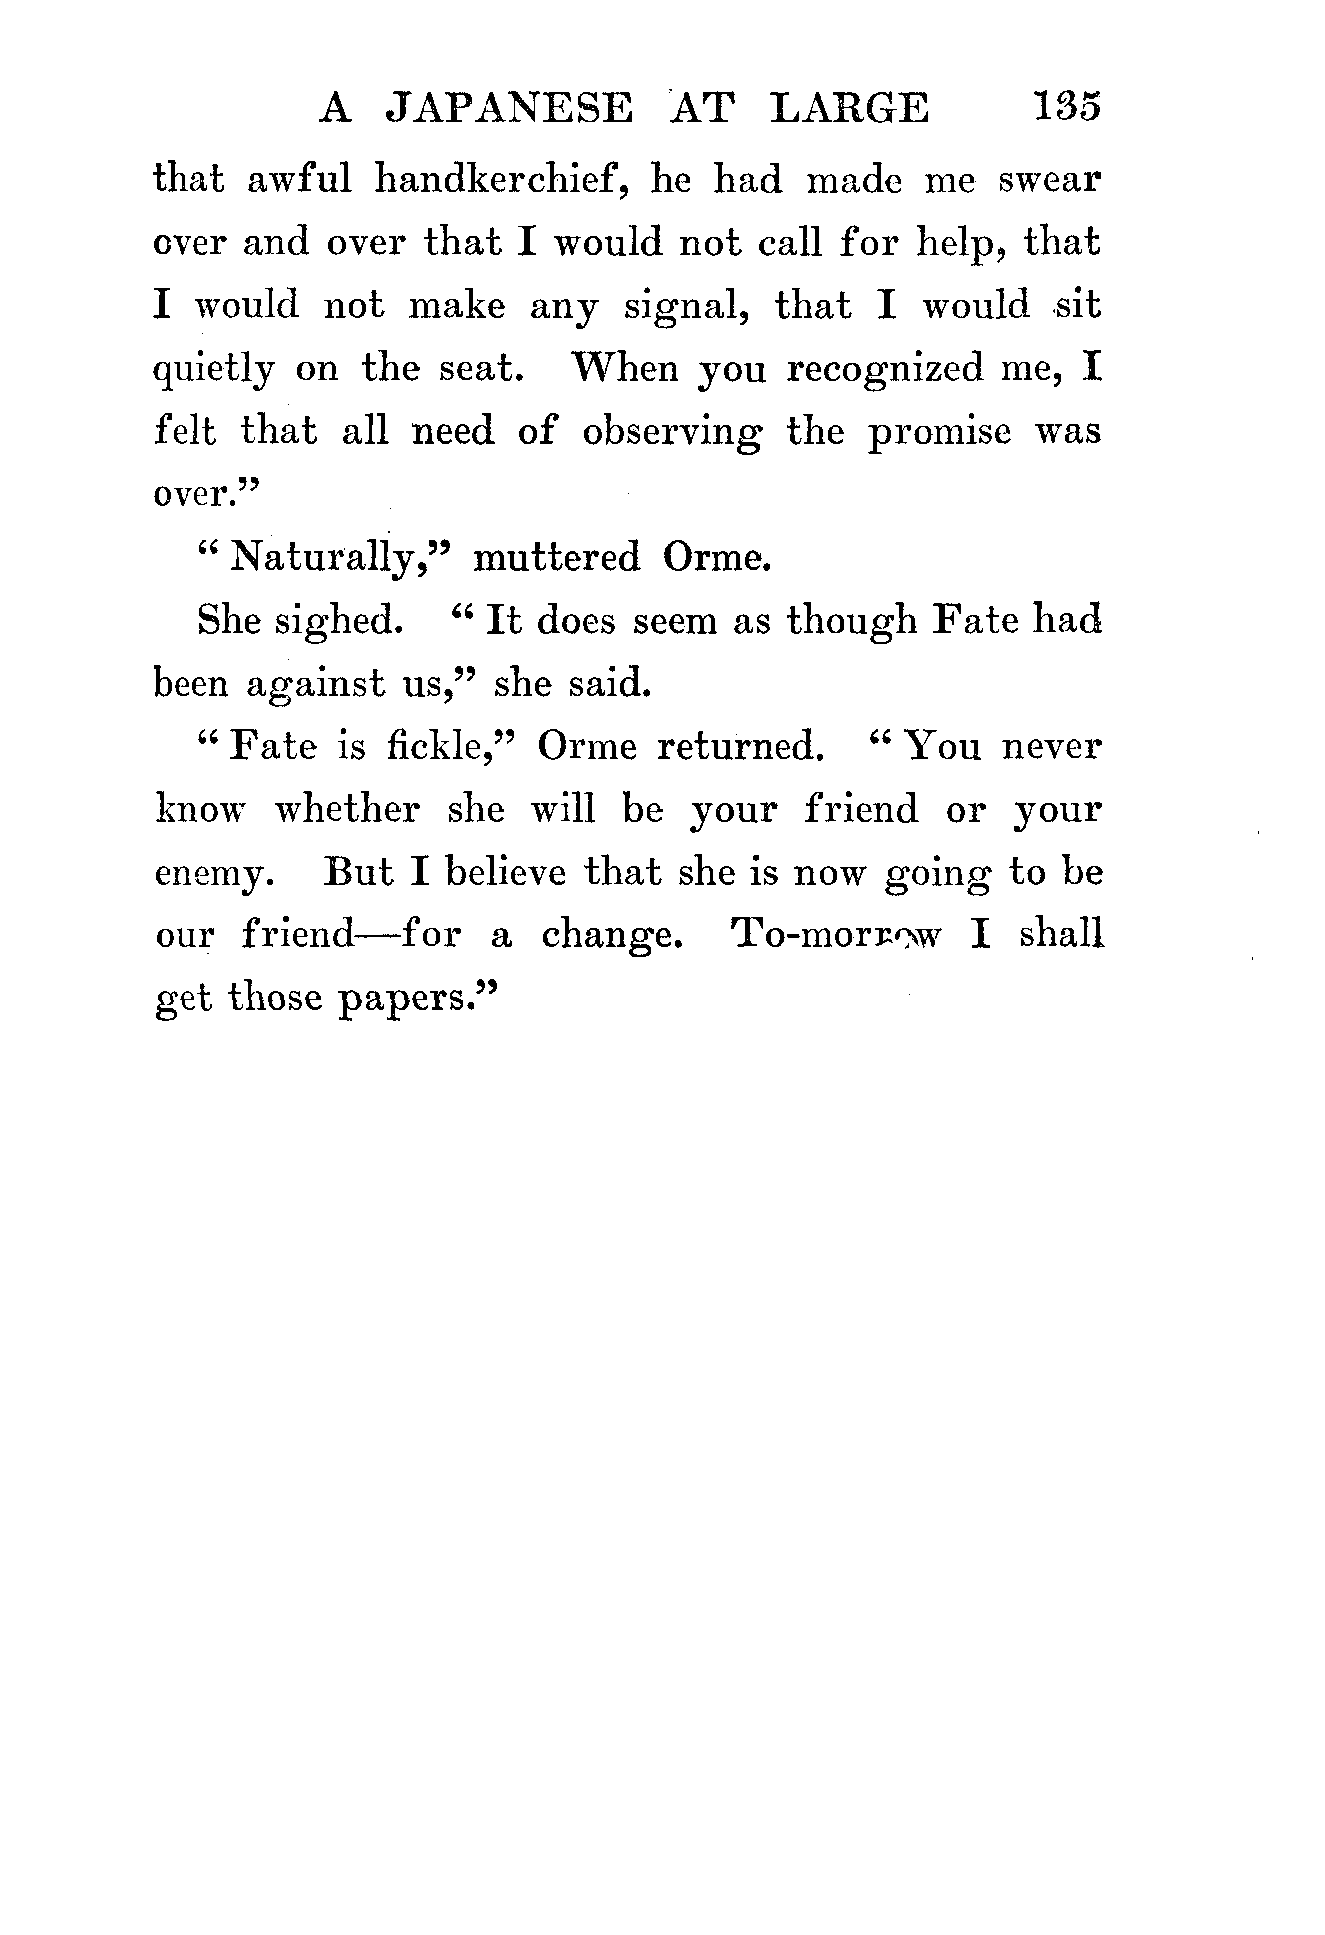 A JAPANESE AT LARGE 135
that awful handkerchief, he had made me swear
over and over that I would not call for help, that
I would not make any signal, that I would sit
quietly on the seat. When you recognized me, I
felt that all need of observing the promise was
over.”
“ Naturally,” muttered Orme.
She sighed. “ It does seem as though Fate had
been against us,” she said.
“ Fate is fickle,” Orme returned. “ You never
know whether she will be your friend or your
enemy. But I believe that she is now going to be
our friend—for a change. To-morrow I shall
get those papers.”